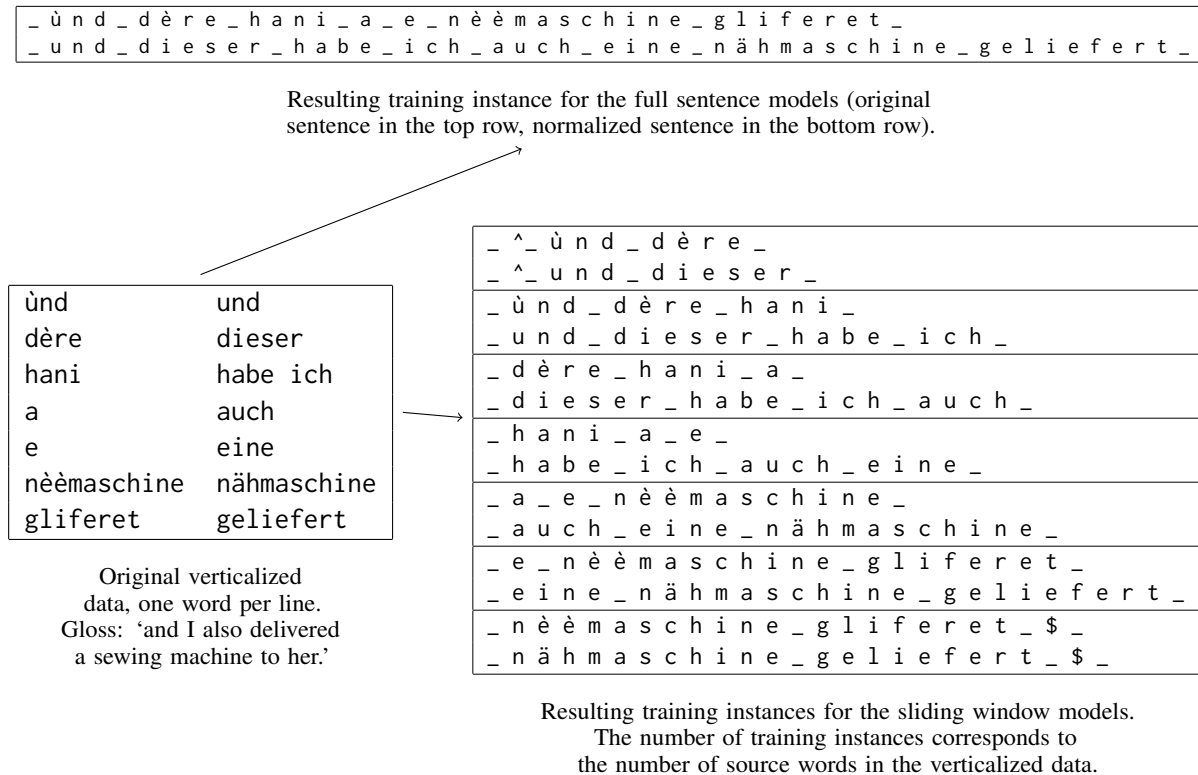 _ ù n d _ d è r e _ h a n i _ a _ e _ n è è m a s c h i n e _ g l i f e r e t _
_ u n d _ d i e s e r _ h a b e _ i c h _ a u c h _ e i n e _ n ä h m a s c h i n e _ g e l i e f e r t _
Resulting training instance for the full sentence models (original
sentence in the top row, normalized sentence in the bottom row).
ùnd und
dère dieser
hani habe ich
a auch
e eine
nèèmaschine nähmaschine
gliferet geliefert
Original verticalized
data, one word per line.
Gloss: ‘and I also delivered
a sewing machine to her.’
_ ^ _ ù n d _ d è r e _
_ ^ _ u n d _ d i e s e r _
_ ù n d _ d è r e _ h a n i _
_ u n d _ d i e s e r _ h a b e _ i c h _
_ d è r e _ h a n i _ a _
_ d i e s e r _ h a b e _ i c h _ a u c h _
_ h a n i _ a _ e _
_ h a b e _ i c h _ a u c h _ e i n e _
_ a _ e _ n è è m a s c h i n e _
_ a u c h _ e i n e _ n ä h m a s c h i n e _
_ e _ n è è m a s c h i n e _ g l i f e r e t _
_ e i n e _ n ä h m a s c h i n e _ g e l i e f e r t _
_ n è è m a s c h i n e _ g l i f e r e t _ $ _
_ n ä h m a s c h i n e _ g e l i e f e r t _ $ _
Resulting training instances for the sliding window models.
The number of training instances corresponds to
the number of source words in the verticalized data.